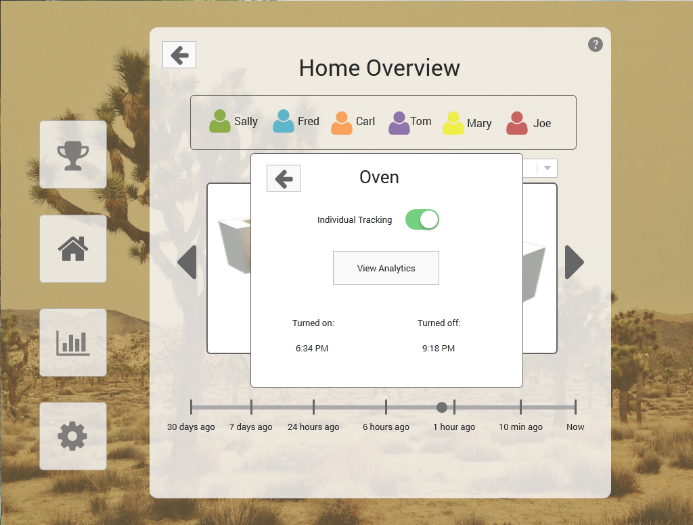 ?
Home Overview
Sally Fred Carl Tom Mary Joe
Oven
Individual Tracking
View Analytics
Turned on: Turned off:
6:34 PM 9:18 PM
30 days ago 7 days ago 24 hours ago 6 hours ago 1 hour ago 10 min ago Now